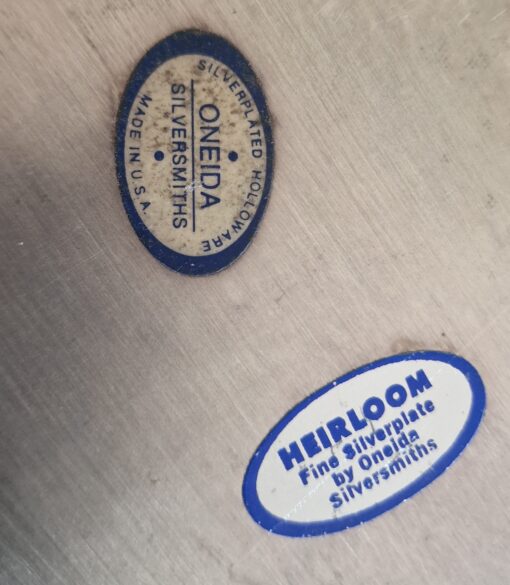 SILVERPLATED HOLLOWARE
ONEIDA
SILVERSMITHS
MADE IN U.S.A.
HEIRLOOM
Fine Silverplate
by Oneida
Silversmiths